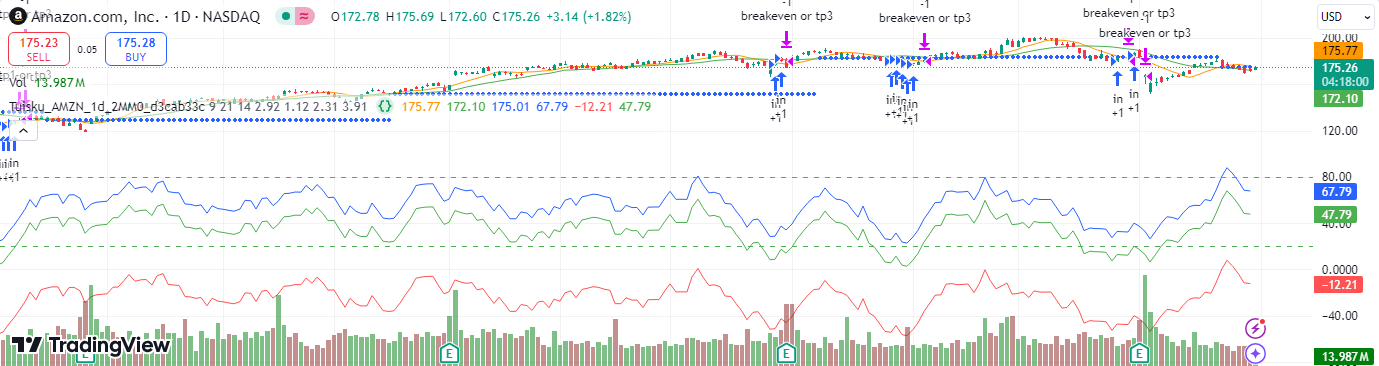 Amazon.com, Inc. · 1D · NASDAQ
O172.78 H175.69 L172.60 C175.26 +3.14 (+1.82%)
175.23
SELL
0.05
175.28
BUY
Vol 13.987 M
Tutsku_AMZN_1d_2MM0_d3cab33c 9 21 14 2.92 1.12 2.31 3.91 {} 175.77 172.10 175.01 67.79 −12.21 47.79
-1
breakeven or tp3
-1
breakeven or tp3
breakeven or tp3
breakeven or tp3
in
+1
in
+1
in
+1
USD
200.00
175.77
175.26
04:18:00
172.10
120.00
80.00
67.79
47.79
40.00
0.0000
−12.21
−40.00
13.987 M
E
E
E
E
TradingView